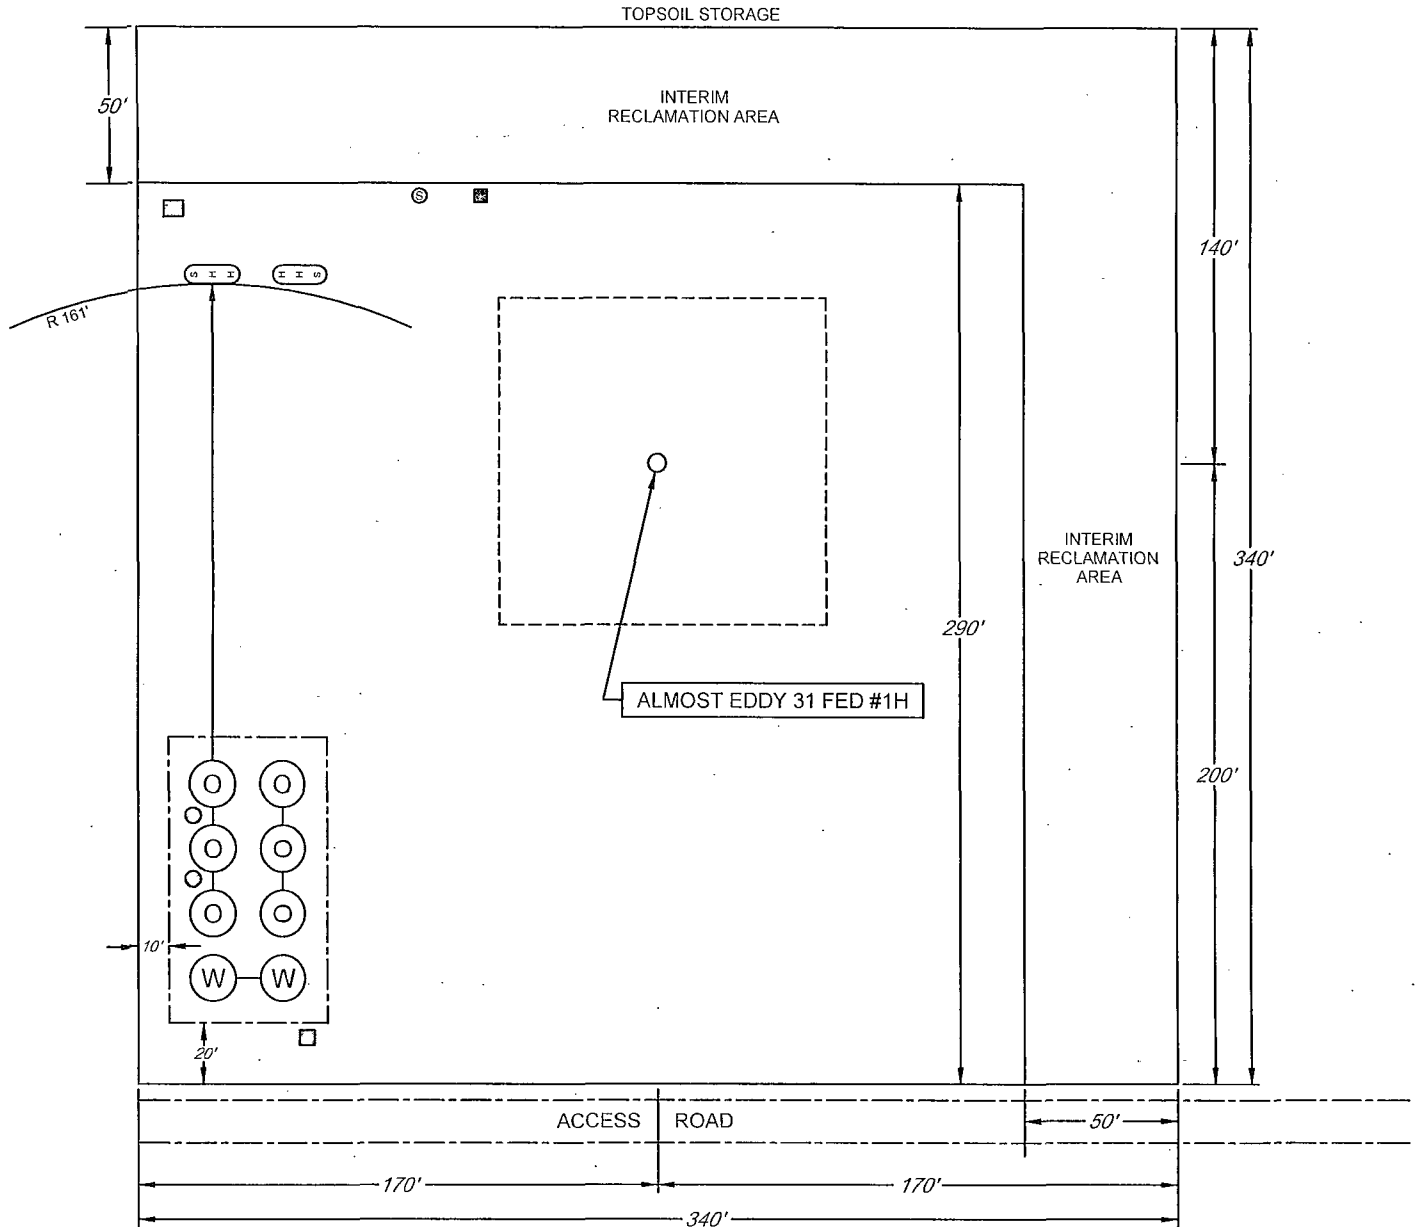 TOPSOIL STORAGE
50'
INTERIM
RECLAMATION AREA
S
140'
S H H
H H S
R 161'
INTERIM
RECLAMATION
AREA
340'
290'
ALMOST EDDY 31 FED #1H
200'
O O
O O
O O
10'
W W
20'
ACCESS ROAD
50'
170'
170'
340'